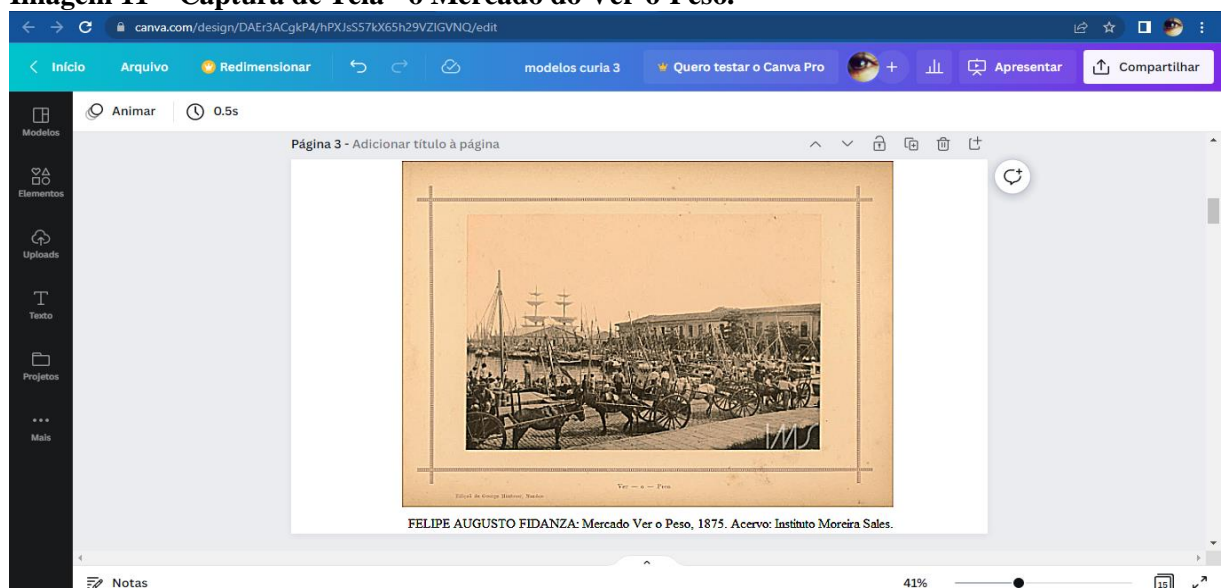 Imagem 11 – Captura de Tela - o Mercado do Ver-o-Peso.
canva.com/design/DAEr3ACgkP4/hPXJsS57kX65h29VZIGVNQ/edit
Início Arquivo Redimensionar modelos curia 3 Quero testar o Canva Pro + Apresentar Compartilhar
Modelos
Animar 0.5s
Página 3 - Adicionar título à página
Elementos
Uploads
T
Texto
Projetos
Mais
IMS
Ver — o — Peso
FELIPE AUGUSTO FIDANZA: Mercado Ver o Peso, 1875. Acervo: Instituto Moreira Sales.
Notas 41% 15